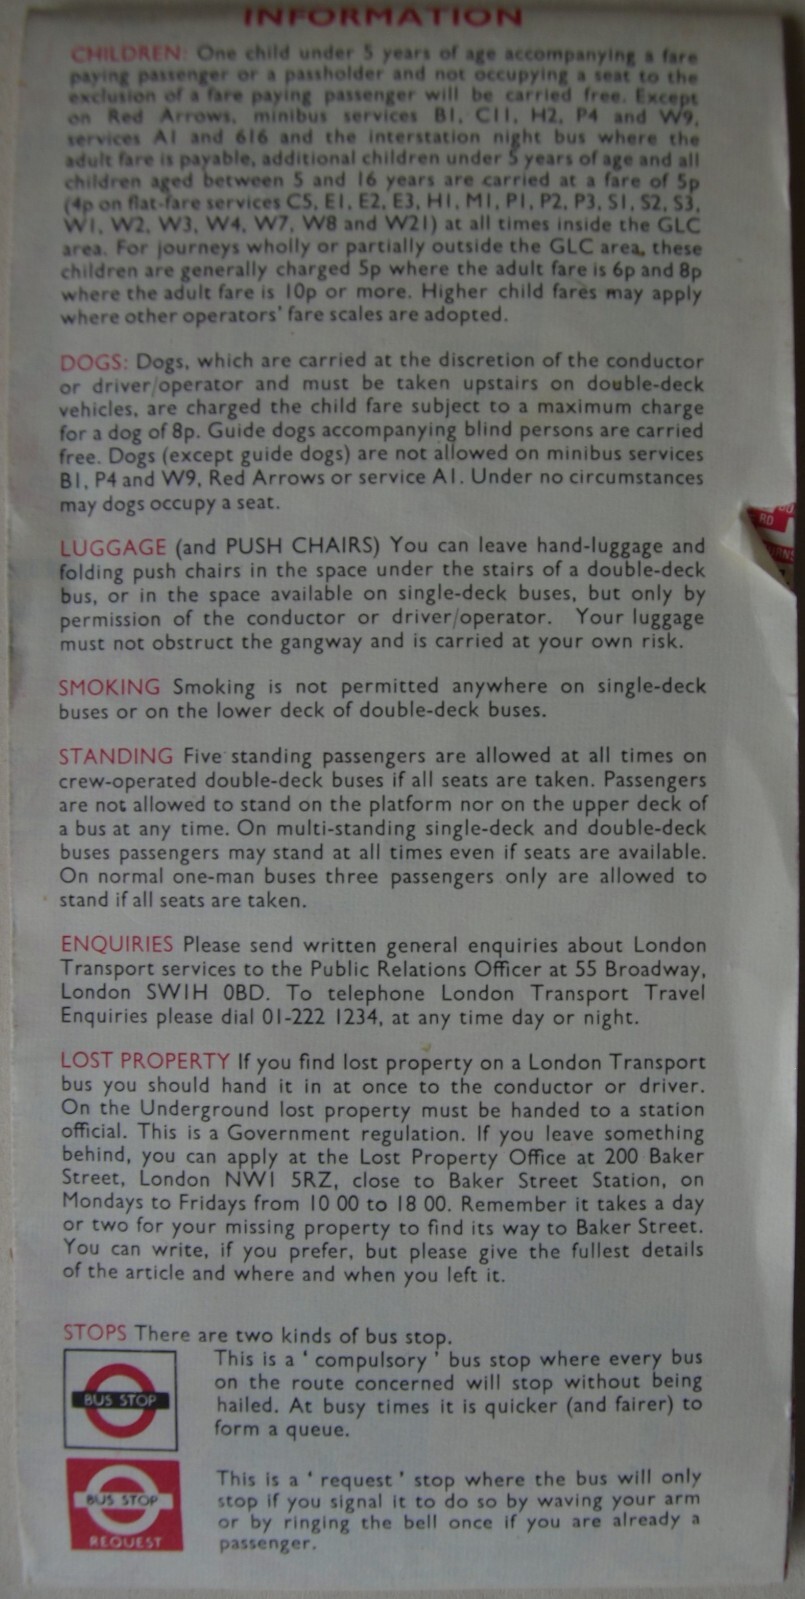 INFORMATION
CHILDREN: One child under 5 years of age accompanying a fare
paying passenger or a passholder and not occupying a seat to the
exclusion of a fare paying passenger will be carried free. Except
on Red Arrows, minibus services B1, C11, H2, P4 and W9,
services A1 and 616 and the interstation night bus where the
adult fare is payable, additional children under 5 years of age and all
children aged between 5 and 16 years are carried at a fare of 5p
(4p on flat-fare services C5, E1, E2, E3, H1, M1, P1, P2, P3, S1, S2, S3,
W1, W2, W3, W4, W7, W8 and W21) at all times inside the GLC
area. For journeys wholly or partially outside the GLC area, these
children are generally charged 5p where the adult fare is 6p and 8p
where the adult fare is 10p or more. Higher child fares may apply
where other operators' fare scales are adopted.
DOGS: Dogs, which are carried at the discretion of the conductor
or driver/operator and must be taken upstairs on double-deck
vehicles, are charged the child fare subject to a maximum charge
for a dog of 8p. Guide dogs accompanying blind persons are carried
free. Dogs (except guide dogs) are not allowed on minibus services
B1, P4 and W9, Red Arrows or service A1. Under no circumstances
may dogs occupy a seat.
RD
LUGGAGE (and PUSH CHAIRS) You can leave hand-luggage and
folding push chairs in the space under the stairs of a double-deck
bus, or in the space available on single-deck buses, but only by
permission of the conductor or driver/operator. Your luggage
must not obstruct the gangway and is carried at your own risk.
SMOKING Smoking is not permitted anywhere on single-deck
buses or on the lower deck of double-deck buses.
STANDING Five standing passengers are allowed at all times on
crew-operated double-deck buses if all seats are taken. Passengers
are not allowed to stand on the platform nor on the upper deck of
a bus at any time. On multi-standing single-deck and double-deck
buses passengers may stand at all times even if seats are available.
On normal one-man buses three passengers only are allowed to
stand if all seats are taken.
ENQUIRIES Please send written general enquiries about London
Transport services to the Public Relations Officer at 55 Broadway,
London SW1H 0BD. To telephone London Transport Travel
Enquiries please dial 01-222 1234, at any time day or night.
LOST PROPERTY If you find lost property on a London Transport
bus you should hand it in at once to the conductor or driver.
On the Underground lost property must be handed to a station
official. This is a Government regulation. If you leave something
behind, you can apply at the Lost Property Office at 200 Baker
Street, London NW1 5RZ, close to Baker Street Station, on
Mondays to Fridays from 10 00 to 18 00. Remember it takes a day
or two for your missing property to find its way to Baker Street.
You can write, if you prefer, but please give the fullest details
of the article and where and when you left it.
STOPS There are two kinds of bus stop.
BUS STOP
This is a ' compulsory ' bus stop where every bus
on the route concerned will stop without being
hailed. At busy times it is quicker (and fairer) to
form a queue.
BUS STOP
REQUEST
This is a ' request ' stop where the bus will only
stop if you signal it to do so by waving your arm
or by ringing the bell once if you are already a
passenger.